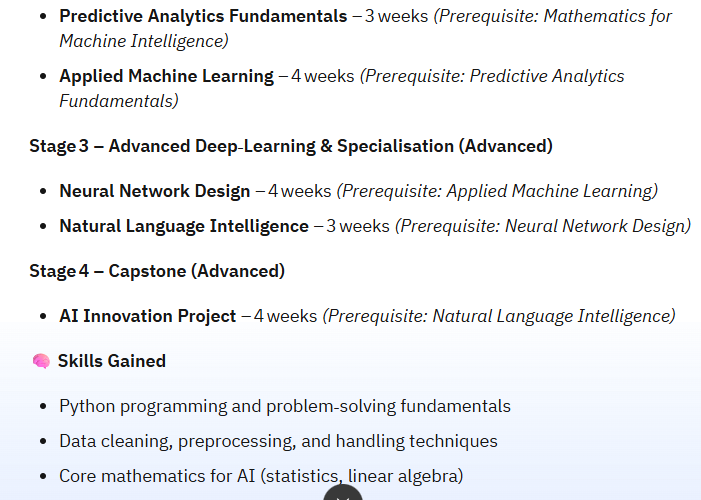 • Predictive Analytics Fundamentals – 3 weeks (Prerequisite: Mathematics for
Machine Intelligence)
• Applied Machine Learning – 4 weeks (Prerequisite: Predictive Analytics
Fundamentals)
Stage 3 – Advanced Deep-Learning & Specialisation (Advanced)
• Neural Network Design – 4 weeks (Prerequisite: Applied Machine Learning)
• Natural Language Intelligence – 3 weeks (Prerequisite: Neural Network Design)
Stage 4 – Capstone (Advanced)
• AI Innovation Project – 4 weeks (Prerequisite: Natural Language Intelligence)
🧠 Skills Gained
• Python programming and problem-solving fundamentals
• Data cleaning, preprocessing, and handling techniques
• Core mathematics for AI (statistics, linear algebra)